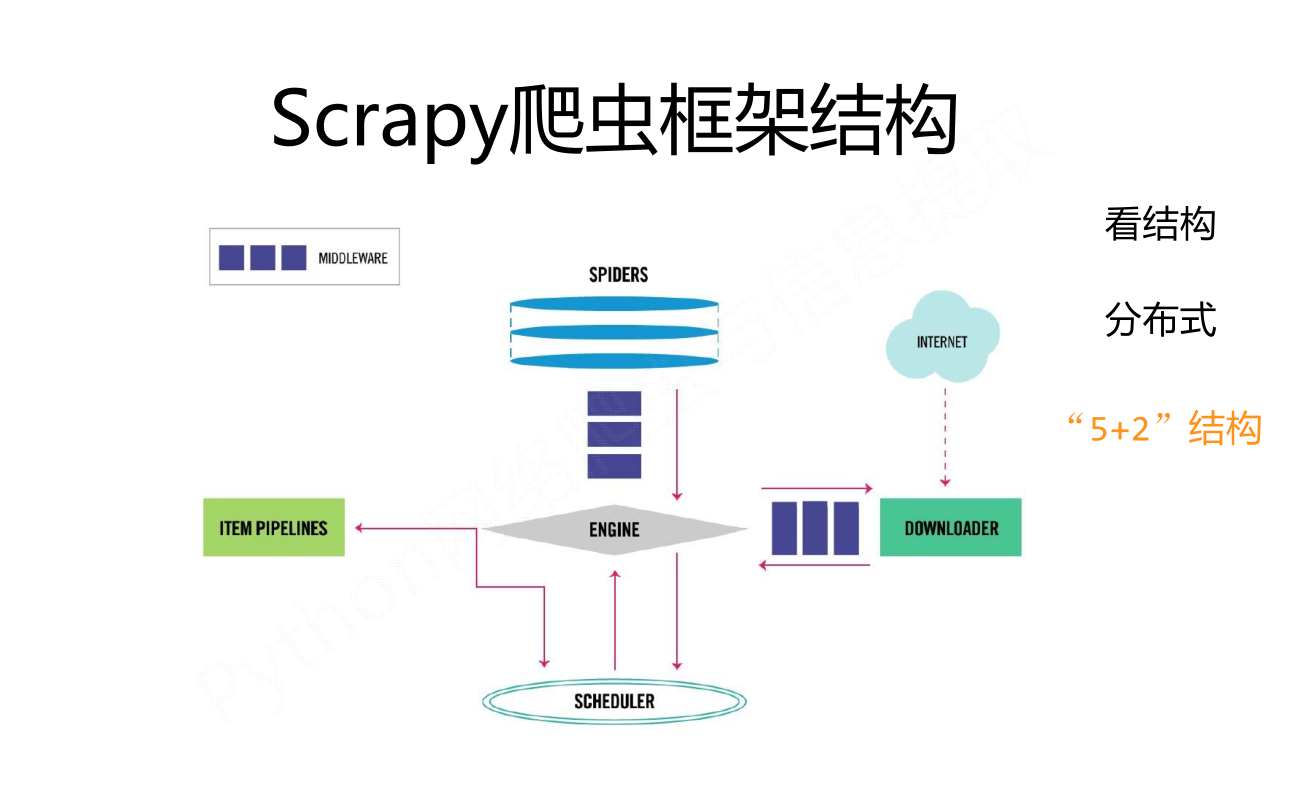 Scrapy爬虫框架结构
MIDDLEWARE
SPIDERS
INTERNET
ITEM PIPELINES
ENGINE
DOWNLOADER
SCHEDULER
看结构
分布式
“5+2”结构
Python网络爬虫与信息提取